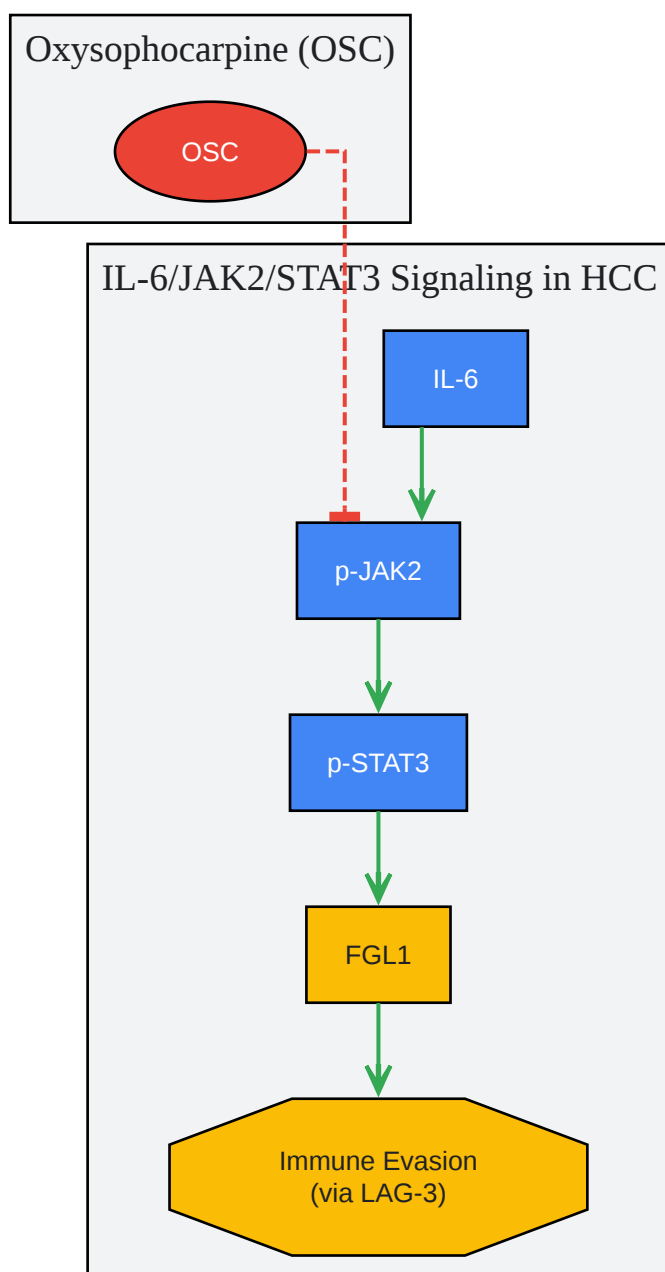 Oxysophocarpine (OSC)
OSC
IL-6/JAK2/STAT3 Signaling in HCC
IL-6
p-JAK2
p-STAT3
FGL1
Immune Evasion
(via LAG-3)